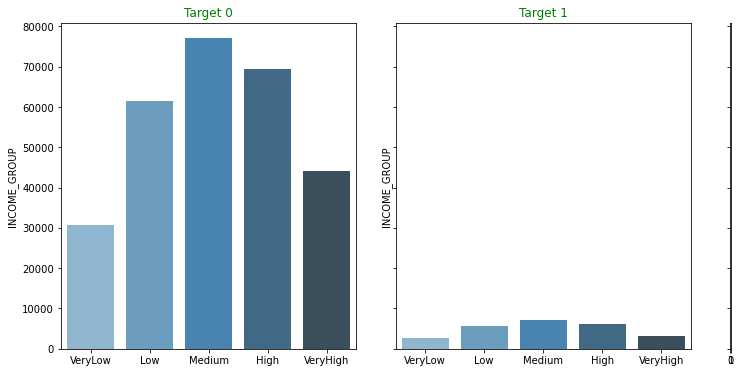 Target 0
Target 1
80000
70000
60000
50000
40000
30000
20000
10000
0
INCOME_GROUP
INCOME_GROUP
VeryLow Low Medium High VeryHigh
VeryLow Low Medium High VeryHigh